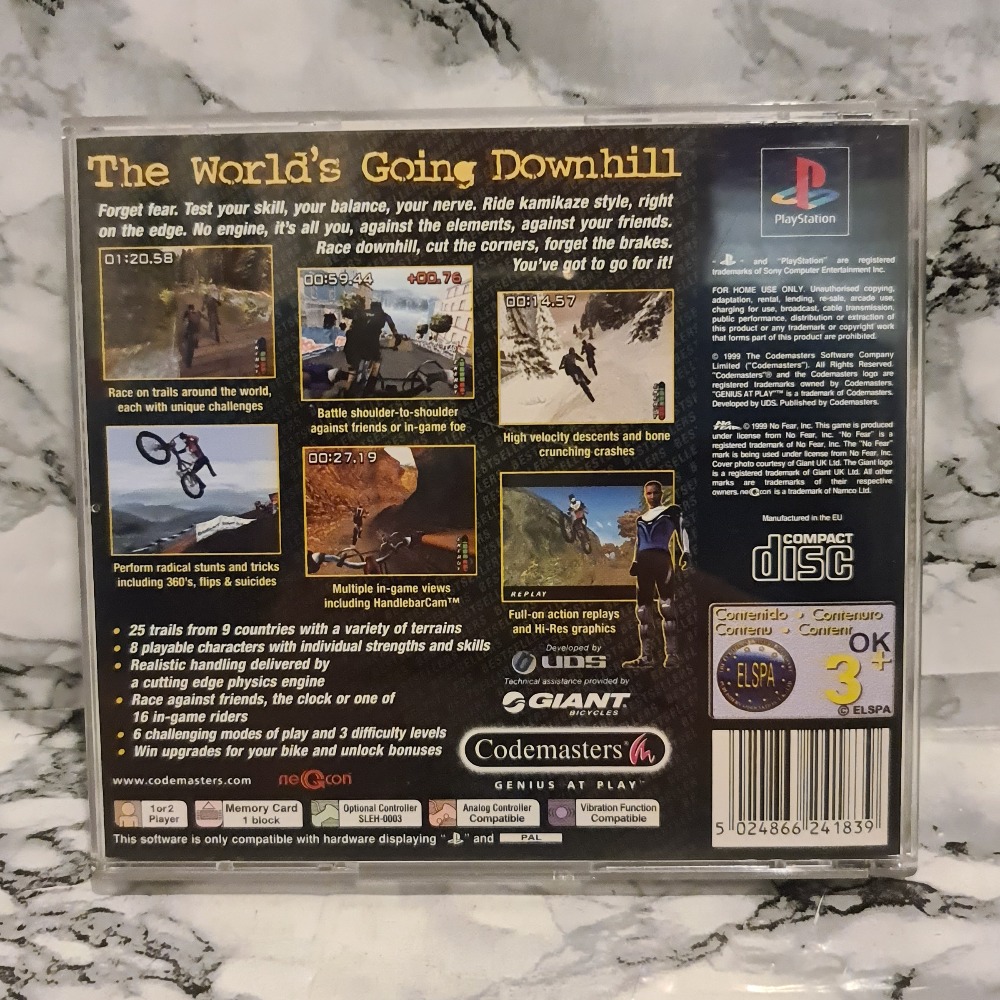 The World's Going Downhill
Forget fear. Test your skill, your balance, your nerve. Ride kamikaze style, right
on the edge. No engine, it's all you, against the elements, against your friends.
Race downhill, cut the corners, forget the brakes.
You've got to go for it!
01:20.58
Race on trails around the world,
each with unique challenges
00:59.44 +00.76
Battle shoulder-to-shoulder
against friends or in-game foe
00:14.57
High velocity descents and bone
crunching crashes
Perform radical stunts and tricks
including 360's, flips & suicides
00:27.19
Multiple in-game views
including HandlebarCam™
REPLAY
Full-on action replays
and Hi-Res graphics
• 25 trails from 9 countries with a variety of terrains
• 8 playable characters with individual strengths and skills
• Realistic handling delivered by
a cutting edge physics engine
• Race against friends, the clock or one of
16 in-game riders
• 6 challenging modes of play and 3 difficulty levels
• Win upgrades for your bike and unlock bonuses
Developed by
UDS
Technical assistance provided by
GIANT
BICYCLES
Codemasters®
GENIUS AT PLAY™
www.codemasters.com
neGcon
1 or 2
Player
Memory Card
1 block
Optional Controller
SLEH-0003
Analog Controller
Compatible
Vibration Function
Compatible
This software is only compatible with hardware displaying " " and PAL
PlayStation
" " and "PlayStation" are registered
trademarks of Sony Computer Entertainment Inc.
FOR HOME USE ONLY. Unauthorised copying,
adaptation, rental, lending, re-sale, arcade use,
charging for use, broadcast, cable transmission,
public performance, distribution or extraction of
this product or any trademark or copyright work
that forms part of this product are prohibited.
© 1999 The Codemasters Software Company
Limited ("Codemasters"). All Rights Reserved.
"Codemasters"® and the Codemasters logo are
registered trademarks owned by Codemasters.
"GENIUS AT PLAY"™ is a trademark of Codemasters.
Developed by UDS. Published by Codemasters.
© 1999 No Fear, Inc. This game is produced
under license from No Fear, Inc. "No Fear" is a
registered trademark of No Fear, Inc. The "No Fear"
mark is being used under license from No Fear, Inc.
Cover photo courtesy of Giant UK Ltd. The Giant logo
is a registered trademark of Giant UK Ltd. All other
marks are trademarks of their respective
owners. neGcon is a trademark of Namco Ltd.
Manufactured in the EU
COMPACT
disc
Contenido • Contenuto
Contenu • Content
OK
3+
ELSPA
© ELSPA
5 024866 241839